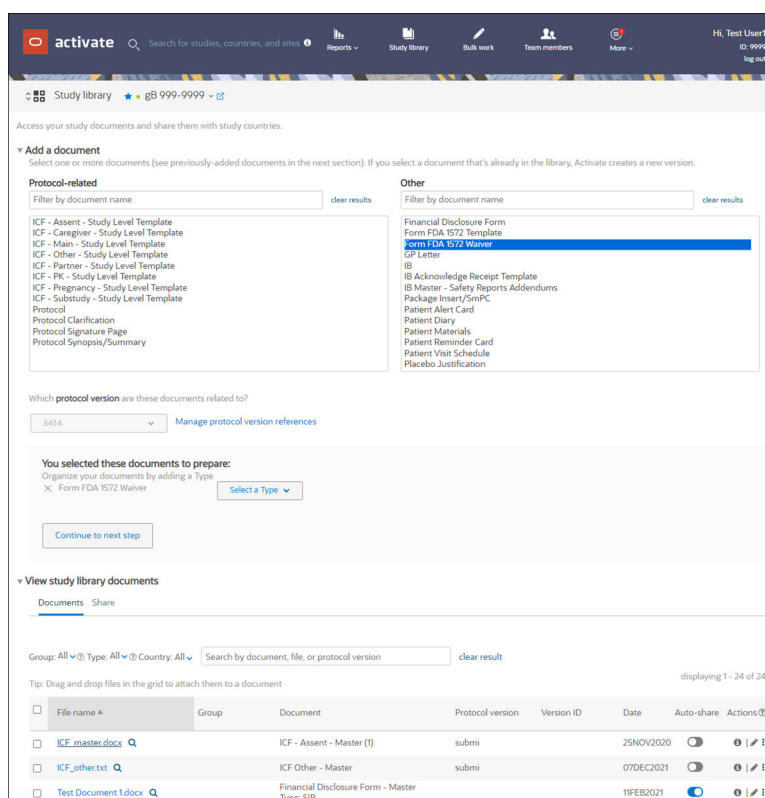 activate
Search for studies, countries, and sites
Reports
Study library
Bulk work
Team members
More
Hi, Test User1
ID: 9999
log out
Study library
gB 999-9999
Access your study documents and share them with study countries.
Add a document
Select one or more documents (see previously-added documents in the next section). If you select a document that's already in the library, Activate creates a new version.
Protocol-related
Filter by document name
clear results
ICF - Assent - Study Level Template
ICF - Caregiver - Study Level Template
ICF - Main - Study Level Template
ICF - Other - Study Level Template
ICF - Partner - Study Level Template
ICF - PK - Study Level Template
ICF - Pregnancy - Study Level Template
ICF - Substudy - Study Level Template
Protocol
Protocol Clarification
Protocol Signature Page
Protocol Synopsis/Summary
Other
Filter by document name
clear results
Financial Disclosure Form
Form FDA 1572 Template
Form FDA 1572 Waiver
GP Letter
IB
IB Acknowledge Receipt Template
IB Master - Safety Reports Addendums
Package Insert/SmPC
Patient Alert Card
Patient Diary
Patient Materials
Patient Reminder Card
Patient Visit Schedule
Placebo Justification
Which protocol version are these documents related to?
3434
Manage protocol version references
You selected these documents to prepare:
Organize your documents by adding a Type
Form FDA 1572 Waiver
Select a Type
Continue to next step
View study library documents
Documents Share
Group: All Type: All Country: All
Search by document, file, or protocol version
clear result
displaying 1 - 24 of 24
Tip: Drag and drop files in the grid to attach them to a document
File name Group Document Protocol version Version ID Date Auto-share Actions
ICF_master.docx ICF - Assent - Master (1) submi 25NOV2020
ICF_other.txt ICF Other - Master submi 07DEC2021
Test Document 1.docx Financial Disclosure Form - Master 11FEB2021
Type: SIP